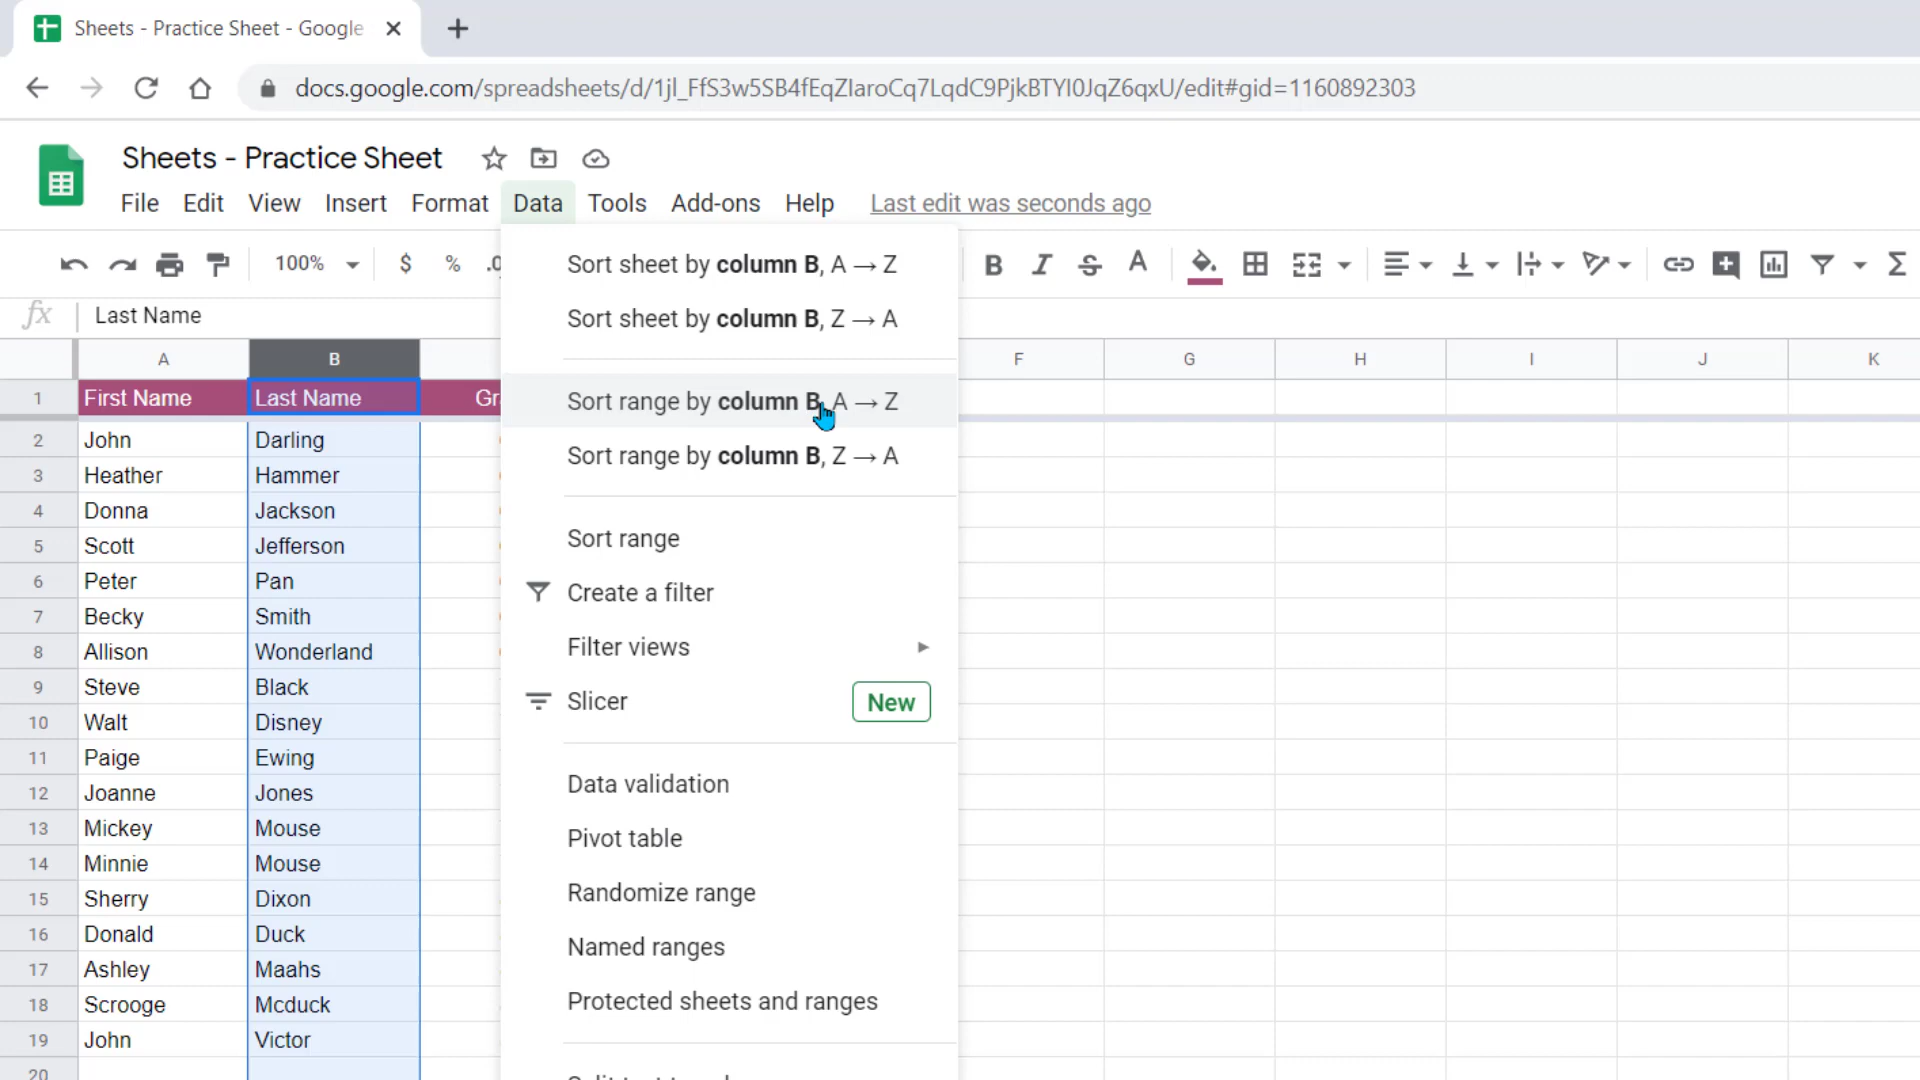 Sheets - Practice Sheet - Google
docs.google.com/spreadsheets/d/1jl_FfS3w5SB4fEqZIaroCq7LqdC9PjkBTYI0JqZ6qxU/edit#gid=1160892303
Sheets - Practice Sheet
File Edit View Insert Format Data Tools Add-ons Help Last edit was seconds ago
100% $ % .0 B I S A Σ
fx Last Name
A B F G H I J K
1 First Name Last Name Gr
2 John Darling
3 Heather Hammer
4 Donna Jackson
5 Scott Jefferson
6 Peter Pan
7 Becky Smith
8 Allison Wonderland
9 Steve Black
10 Walt Disney
11 Paige Ewing
12 Joanne Jones
13 Mickey Mouse
14 Minnie Mouse
15 Sherry Dixon
16 Donald Duck
17 Ashley Maahs
18 Scrooge Mcduck
19 John Victor
20
Sort sheet by column B, A → Z
Sort sheet by column B, Z → A
Sort range by column B, A → Z
Sort range by column B, Z → A
Sort range
Create a filter
Filter views
Slicer New
Data validation
Pivot table
Randomize range
Named ranges
Protected sheets and ranges